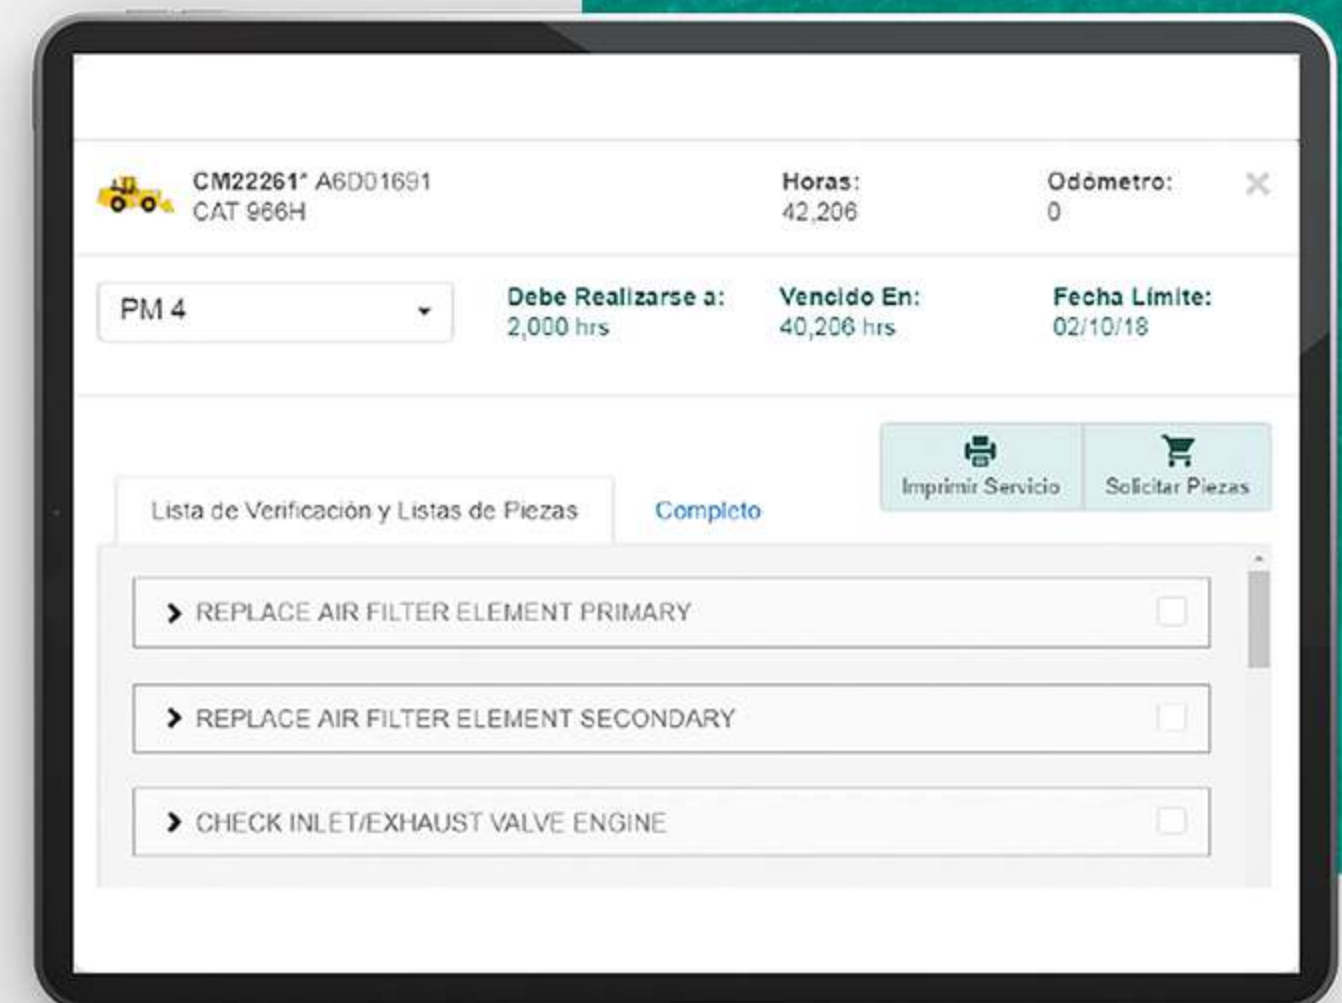 CM22261* A6D01691
CAT 966H
Horas:
42,206
Odómetro:
0
PM 4
Debe Realizarse a:
2,000 hrs
Vencido En:
40,206 hrs
Fecha Límite:
02/10/18
Imprimir Servicio
Solicitar Piezas
Lista de Verificación y Listas de Piezas
Completo
REPLACE AIR FILTER ELEMENT PRIMARY
REPLACE AIR FILTER ELEMENT SECONDARY
CHECK INLET/EXHAUST VALVE ENGINE